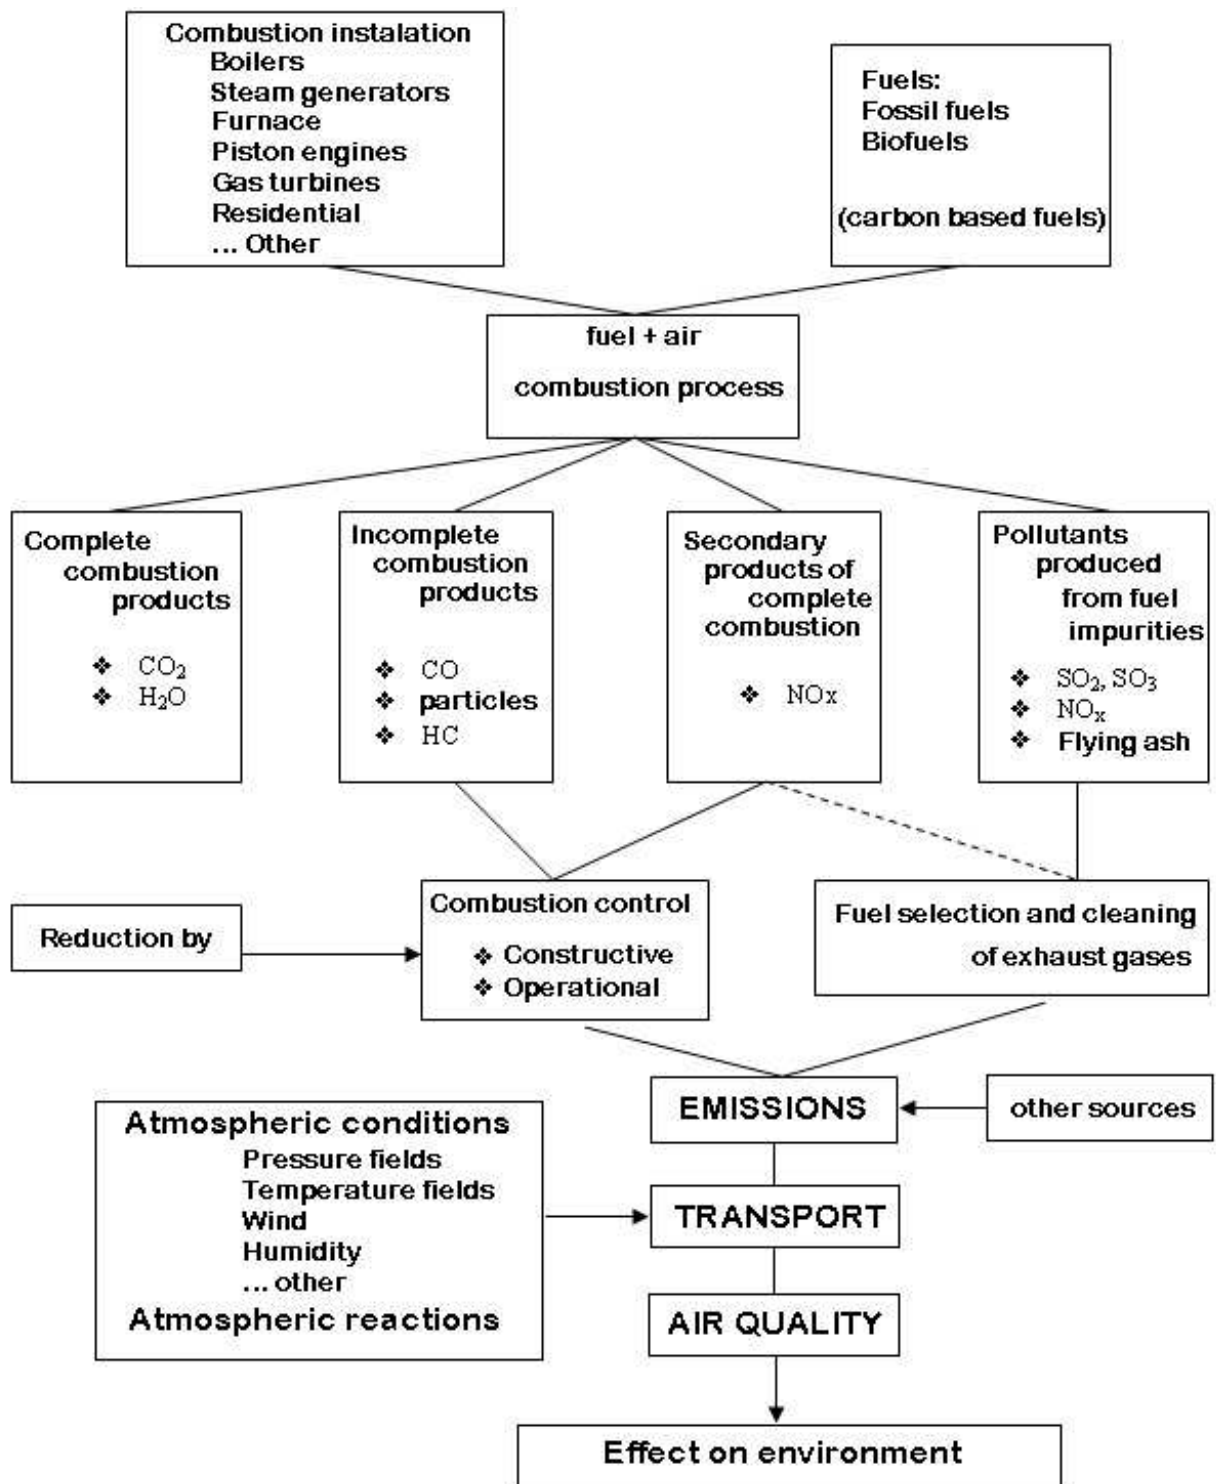 Combustion instalation
Boilers
Steam generators
Furnace
Piston engines
Gas turbines
Residential
... Other
Fuels:
Fossil fuels
Biofuels
(carbon based fuels)
fuel + air
combustion process
Complete
combustion
products
❖ CO₂
❖ H₂O
Incomplete
combustion
products
❖ CO
❖ particles
❖ HC
Secondary
products of
complete
combustion
❖ NOx
Pollutants
produced
from fuel
impurities
❖ SO₂, SO₃
❖ NOₓ
❖ Flying ash
Reduction by
Combustion control
❖ Constructive
❖ Operational
Fuel selection and cleaning
of exhaust gases
EMISSIONS
other sources
Atmospheric conditions
Pressure fields
Temperature fields
Wind
Humidity
... other
Atmospheric reactions
TRANSPORT
AIR QUALITY
Effect on environment